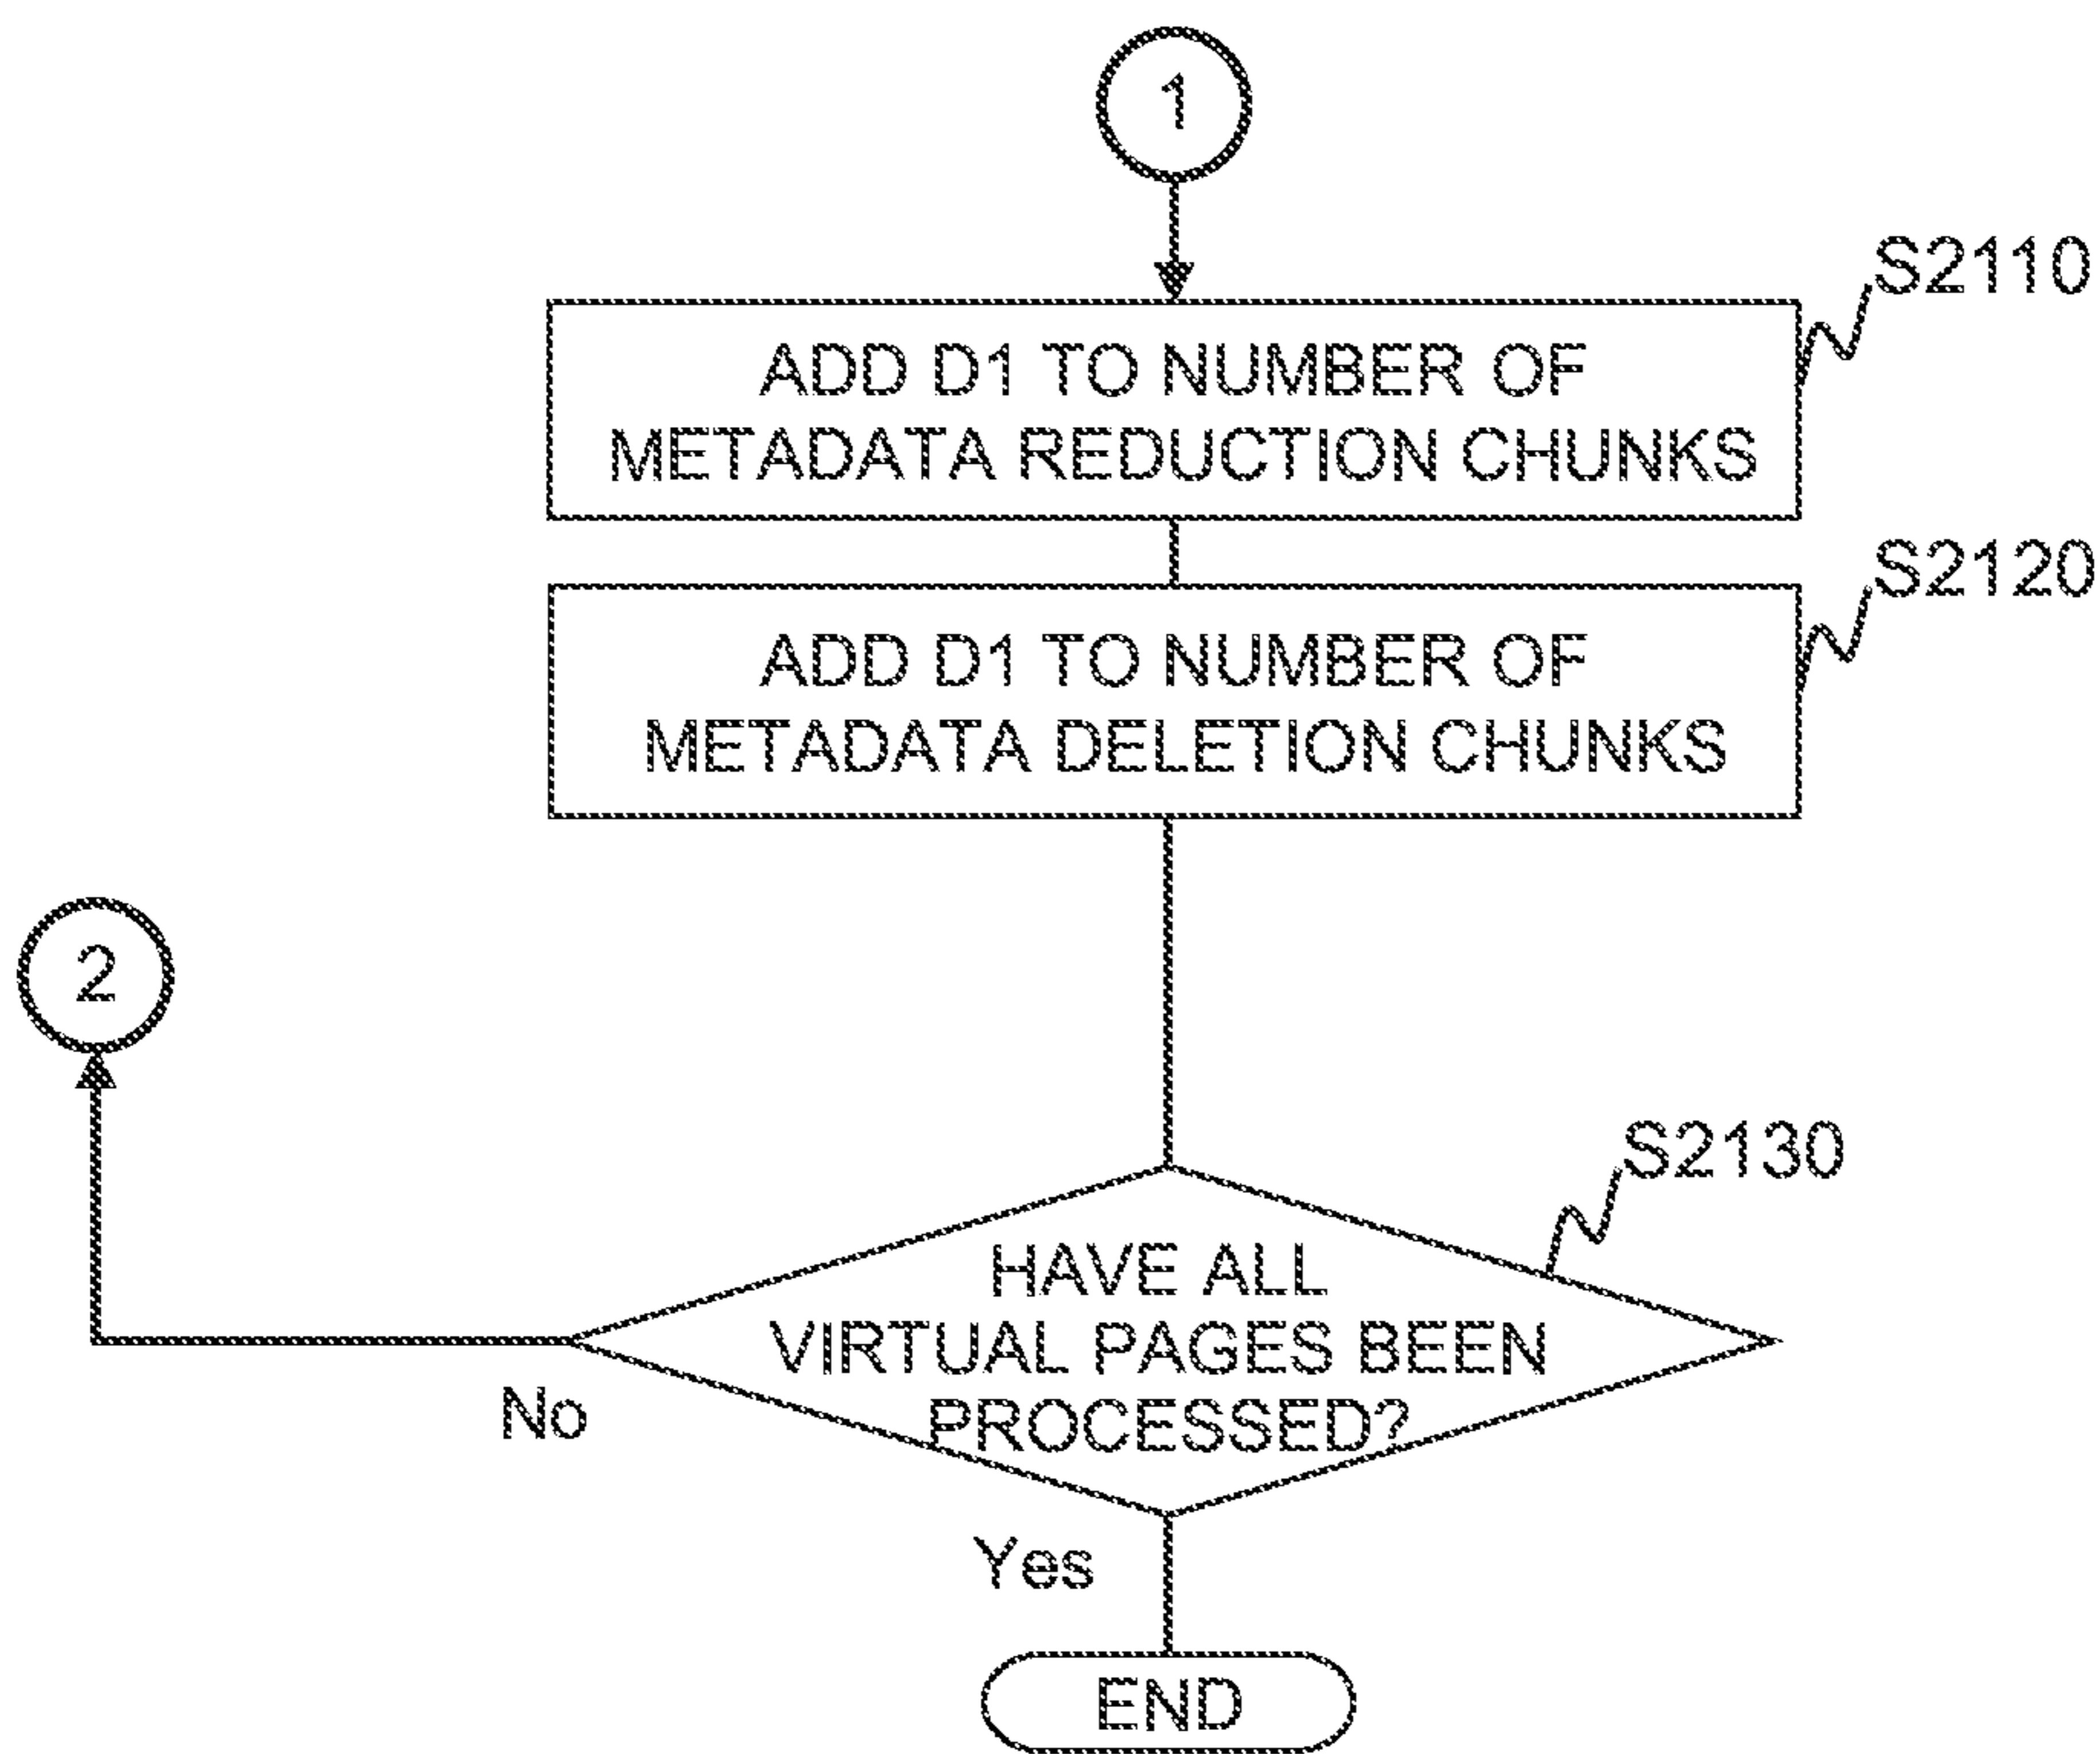 1
S2110
ADD D1 TO NUMBER OF
METADATA REDUCTION CHUNKS
S2120
ADD D1 TO NUMBER OF
METADATA DELETION CHUNKS
2
S2130
HAVE ALL
VIRTUAL PAGES BEEN
PROCESSED?
No
Yes
END